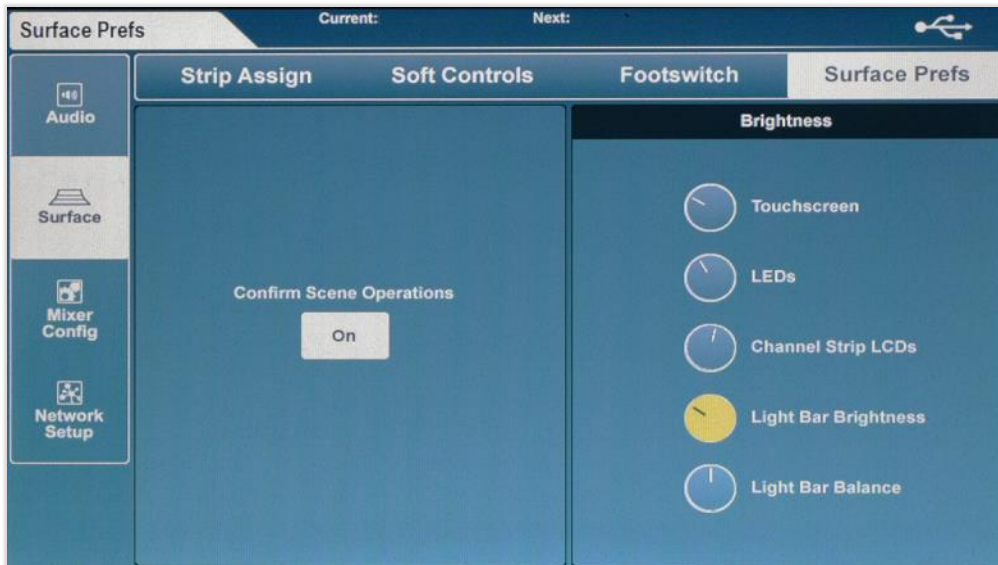 Surface Prefs
Current:
Next:
Audio
Surface
Mixer
Config
Network
Setup
Strip Assign
Soft Controls
Footswitch
Surface Prefs
Confirm Scene Operations
On
Brightness
Touchscreen
LEDs
Channel Strip LCDs
Light Bar Brightness
Light Bar Balance